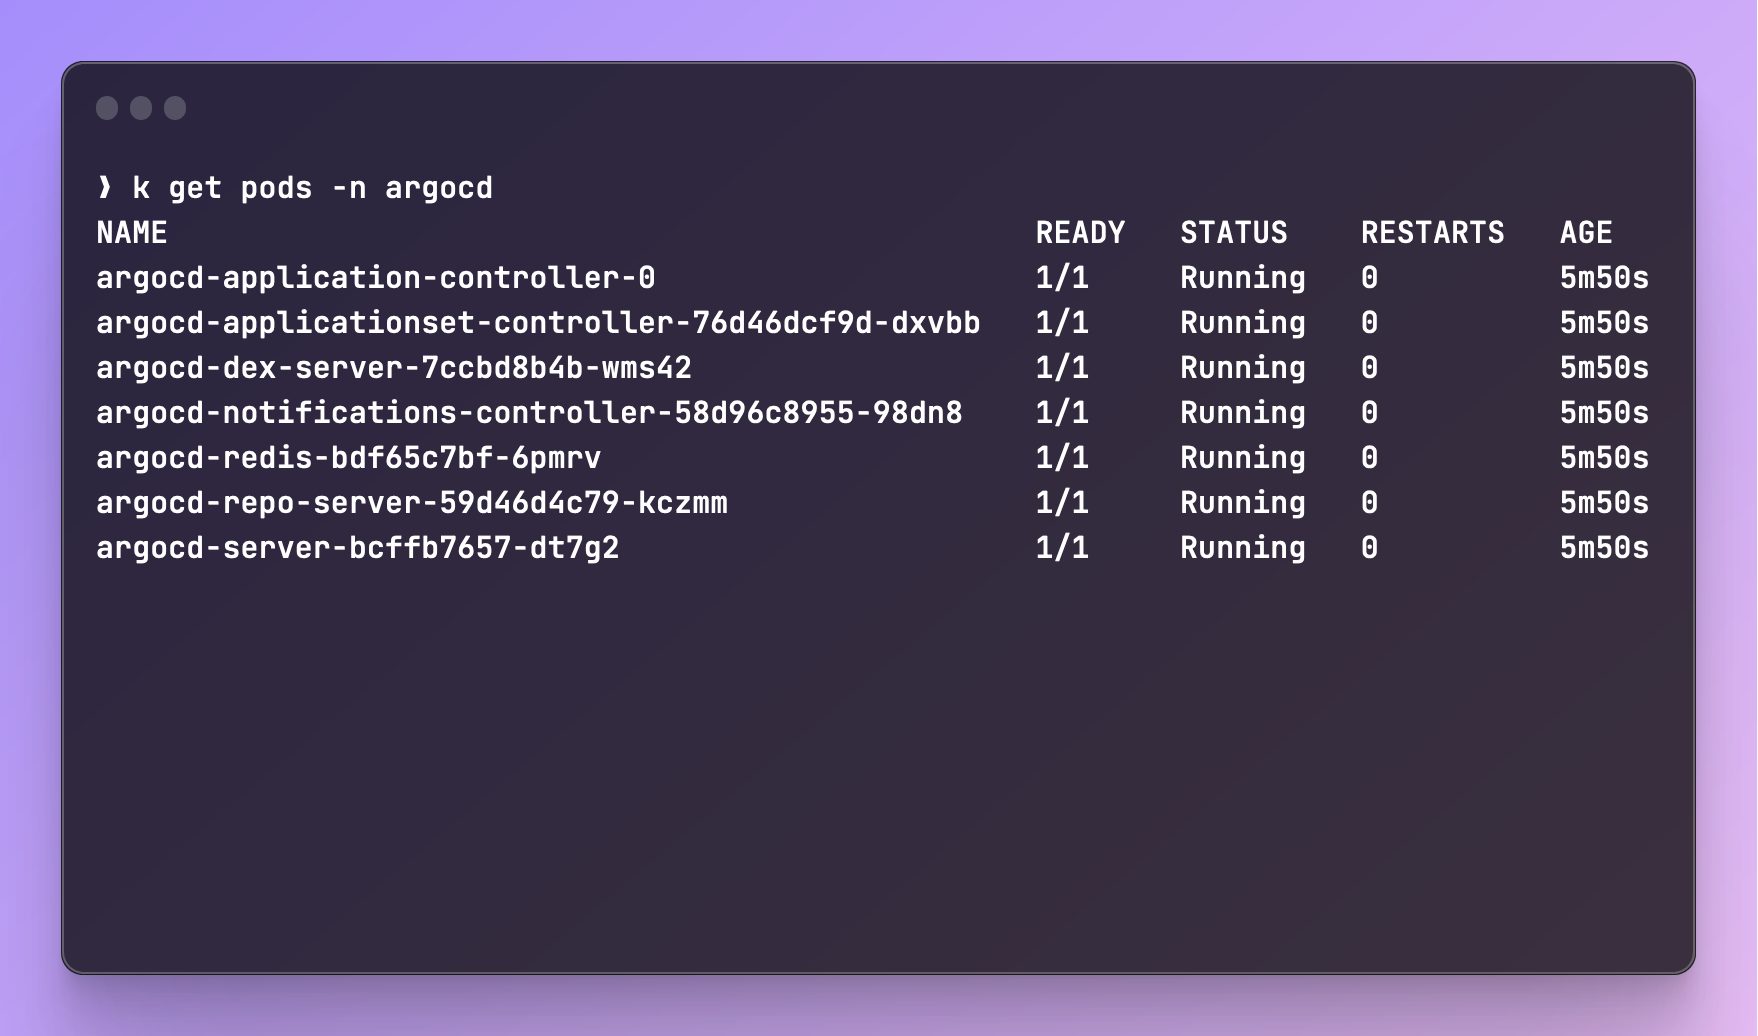 ❯ k get pods -n argocd
NAME                                                READY   STATUS    RESTARTS   AGE
argocd-application-controller-0                     1/1     Running   0          5m50s
argocd-applicationset-controller-76d46dcf9d-dxvbb   1/1     Running   0          5m50s
argocd-dex-server-7ccbd8b4b-wms42                   1/1     Running   0          5m50s
argocd-notifications-controller-58d96c8955-98dn8    1/1     Running   0          5m50s
argocd-redis-bdf65c7bf-6pmrv                        1/1     Running   0          5m50s
argocd-repo-server-59d46d4c79-kczmm                 1/1     Running   0          5m50s
argocd-server-bcffb7657-dt7g2                       1/1     Running   0          5m50s